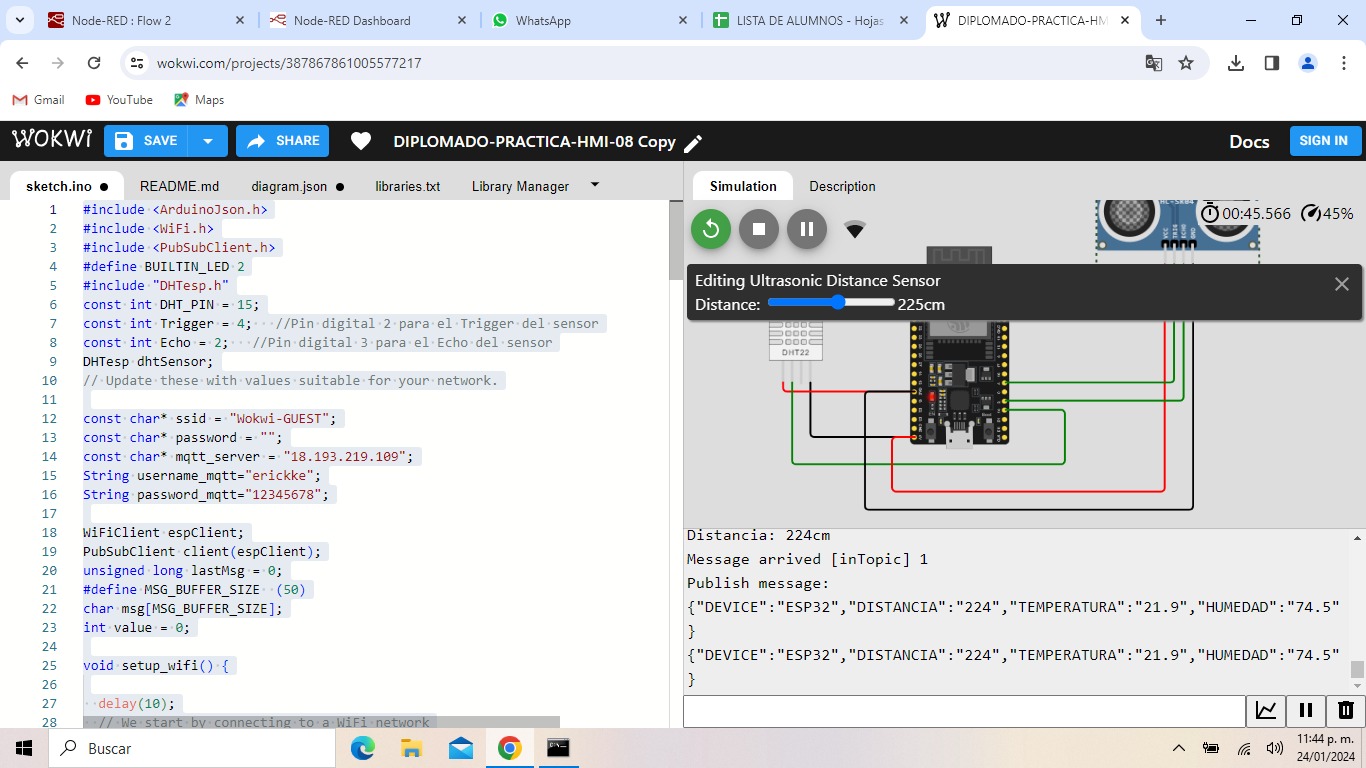 Node-RED : Flow 2
Node-RED Dashboard
WhatsApp
LISTA DE ALUMNOS - Hojas
DIPLOMADO-PRACTICA-HM
wokwi.com/projects/387867861005577217
Gmail
YouTube
Maps
WOKWI
SAVE
SHARE
DIPLOMADO-PRACTICA-HMI-08 Copy
Docs
SIGN IN
sketch.ino
README.md
diagram.json
libraries.txt
Library Manager
1 #include <ArduinoJson.h>
2 #include <WiFi.h>
3 #include <PubSubClient.h>
4 #define BUILTIN_LED 2
5 #include "DHTesp.h"
6 const int DHT_PIN = 15;
7 const int Trigger = 4;   //Pin digital 2 para el Trigger del sensor
8 const int Echo = 2;   //Pin digital 3 para el Echo del sensor
9 DHTesp dhtSensor;
10 // Update these with values suitable for your network.
11
12 const char* ssid = "Wokwi-GUEST";
13 const char* password = "";
14 const char* mqtt_server = "18.193.219.109";
15 String username_mqtt="erickke";
16 String password_mqtt="12345678";
17
18 WiFiClient espClient;
19 PubSubClient client(espClient);
20 unsigned long lastMsg = 0;
21 #define MSG_BUFFER_SIZE  (50)
22 char msg[MSG_BUFFER_SIZE];
23 int value = 0;
24
25 void setup_wifi() {
26
27   delay(10);
28   // We start by connecting to a WiFi network
Simulation
Description
HC-SR04
00:45.566
45%
VCC
TRIG
ECHO
GND
Editing Ultrasonic Distance Sensor
Distance:
225cm
DHT22
Distancia: 224cm
Message arrived [inTopic] 1
Publish message:
{"DEVICE":"ESP32","DISTANCIA":"224","TEMPERATURA":"21.9","HUMEDAD":"74.5"
}
{"DEVICE":"ESP32","DISTANCIA":"224","TEMPERATURA":"21.9","HUMEDAD":"74.5"
}
Buscar
11:44 p. m.
24/01/2024